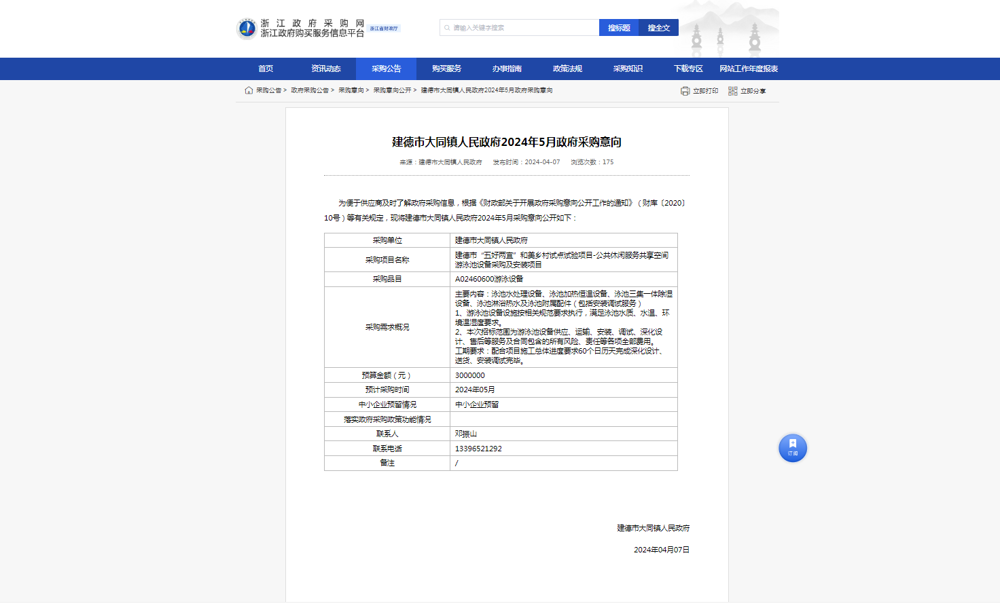 浙江政府采购网
浙江政府购买服务信息平台
浙江省财政厅
请输入关键字搜索
搜标题
搜全文
首页
资讯动态
采购公告
购买服务
办事指南
政策法规
采购知识
下载专区
网站工作年度报表
采购公告 > 政府采购公告 > 采购意向 > 采购意向公开 > 建德市大同镇人民政府2024年5月政府采购意向
立即打印
立即分享
建德市大同镇人民政府2024年5月政府采购意向
来源：建德市大同镇人民政府 发布时间：2024-04-07 浏览次数：175
为便于供应商及时了解政府采购信息，根据《财政部关于开展政府采购意向公开工作的通知》（财库〔2020〕
10号）等有关规定，现将建德市大同镇人民政府2024年5月采购意向公开如下：
采购单位
建德市大同镇人民政府
采购项目名称
建德市“五好两宜”和美乡村试点试验项目-公共休闲服务共享空间
游泳池设备采购及安装项目
采购品目
A02460600游泳设备
采购需求概况
主要内容：泳池水处理设备、泳池加热恒温设备、泳池三集一体除湿
设备、泳池淋浴热水及泳池附属配件（包括安装调试服务）
1、游泳池设备设施按相关规范要求执行，满足泳池水质、水温、环
境温湿度要求。
2、本次招标范围为游泳池设备供应、运输、安装、调试、深化设
计、售后等服务及合同包含的所有风险、责任等各项全部费用。
工期要求：配合项目施工总体进度要求60个日历天完成深化设计、
送货、安装调试完毕。
预算金额（元）
3000000
预计采购时间
2024年05月
中小企业预留情况
中小企业预留
落实政府采购政策功能情况
联系人
邓振山
联系电话
13396521292
备注
/
订阅
建德市大同镇人民政府
2024年04月07日